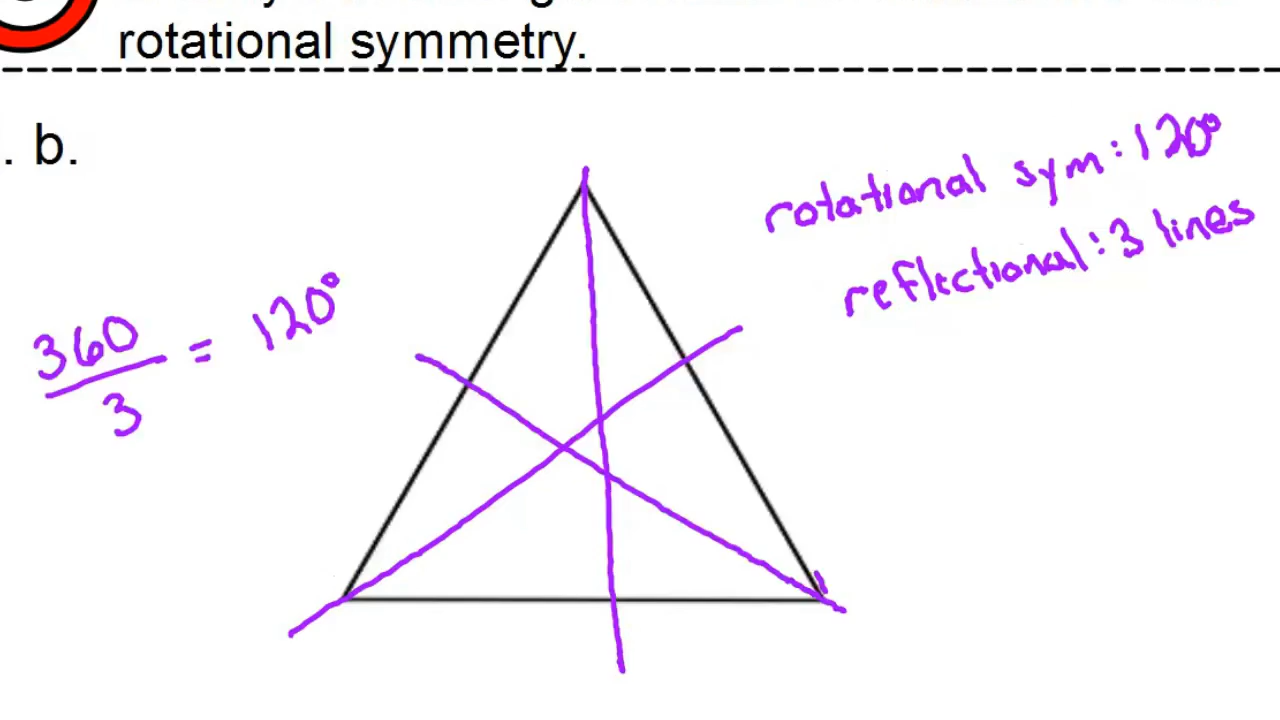 rotational symmetry.
. b.
rotational sym: 120°
reflectional: 3 lines
360/3 = 120°